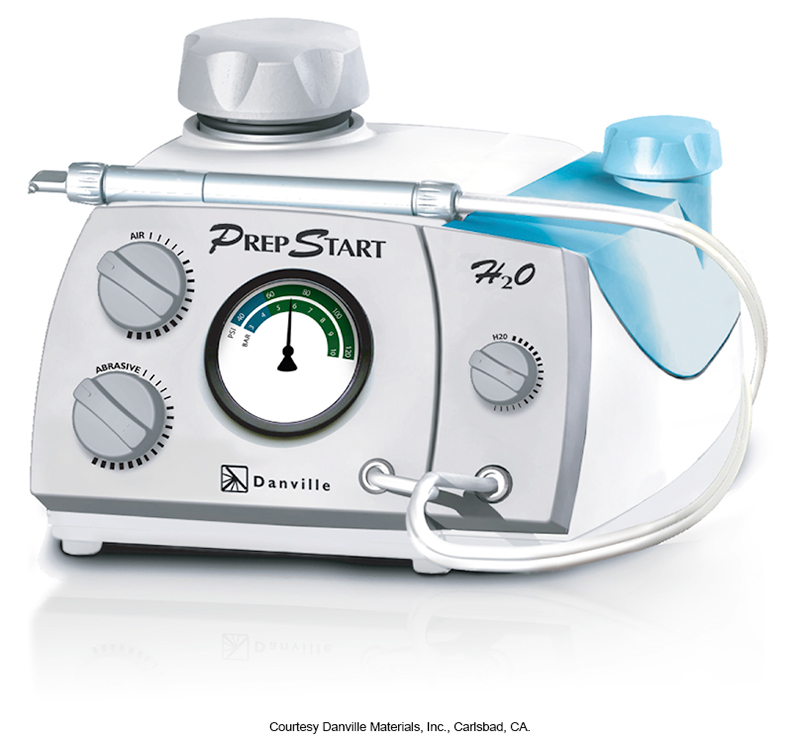 AIR
PREPSTART
H₂O
PSI 40 60 80 100 120
BAR 3 4 5 6 7 8 9 10
H2O
ABRASIVE
Danville
Courtesy Danville Materials, Inc., Carlsbad, CA.